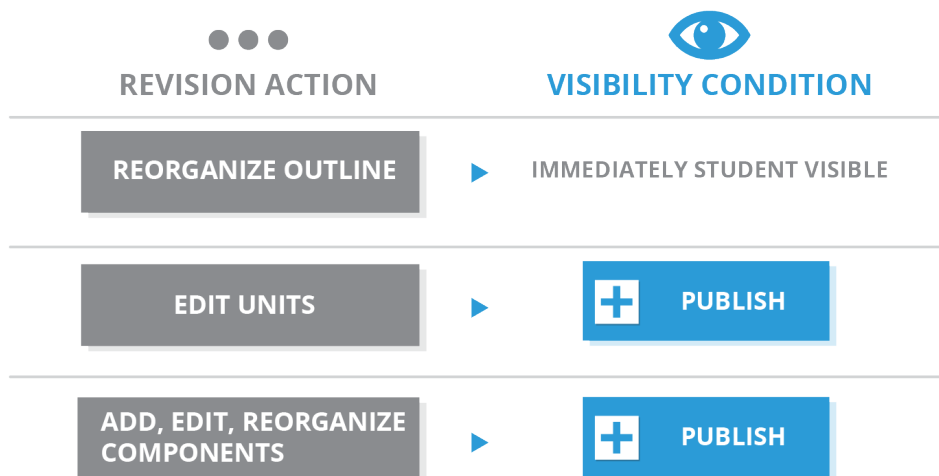 REVISION ACTION
VISIBILITY CONDITION
REORGANIZE OUTLINE
IMMEDIATELY STUDENT VISIBLE
EDIT UNITS
PUBLISH
ADD, EDIT, REORGANIZE
COMPONENTS
PUBLISH